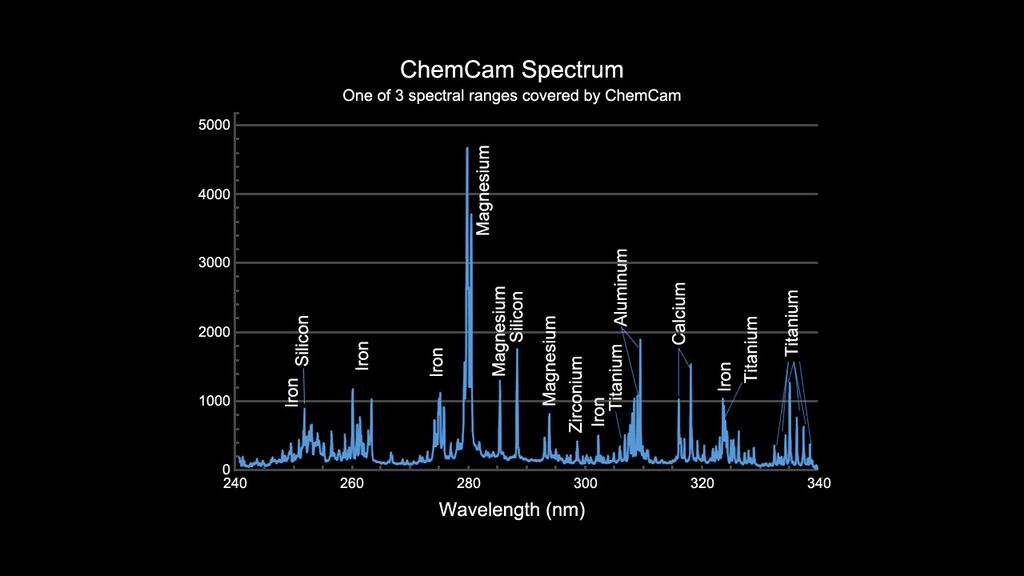 ChemCam Spectrum
One of 3 spectral ranges covered by ChemCam
5000
4000
3000
2000
1000
0
Iron
Silicon
Iron
Iron
Magnesium
Magnesium
Silicon
Magnesium
Zirconium
Iron
Titanium
Aluminum
Calcium
Iron
Titanium
Titanium
240
260
280
300
320
340
Wavelength (nm)